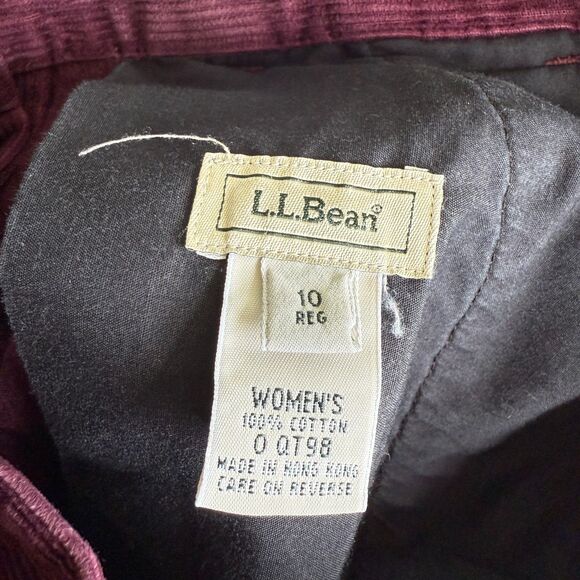 L.L.Bean®
10
REG
WOMEN'S
100% COTTON
0 QT98
MADE IN HONG KONG
CARE ON REVERSE